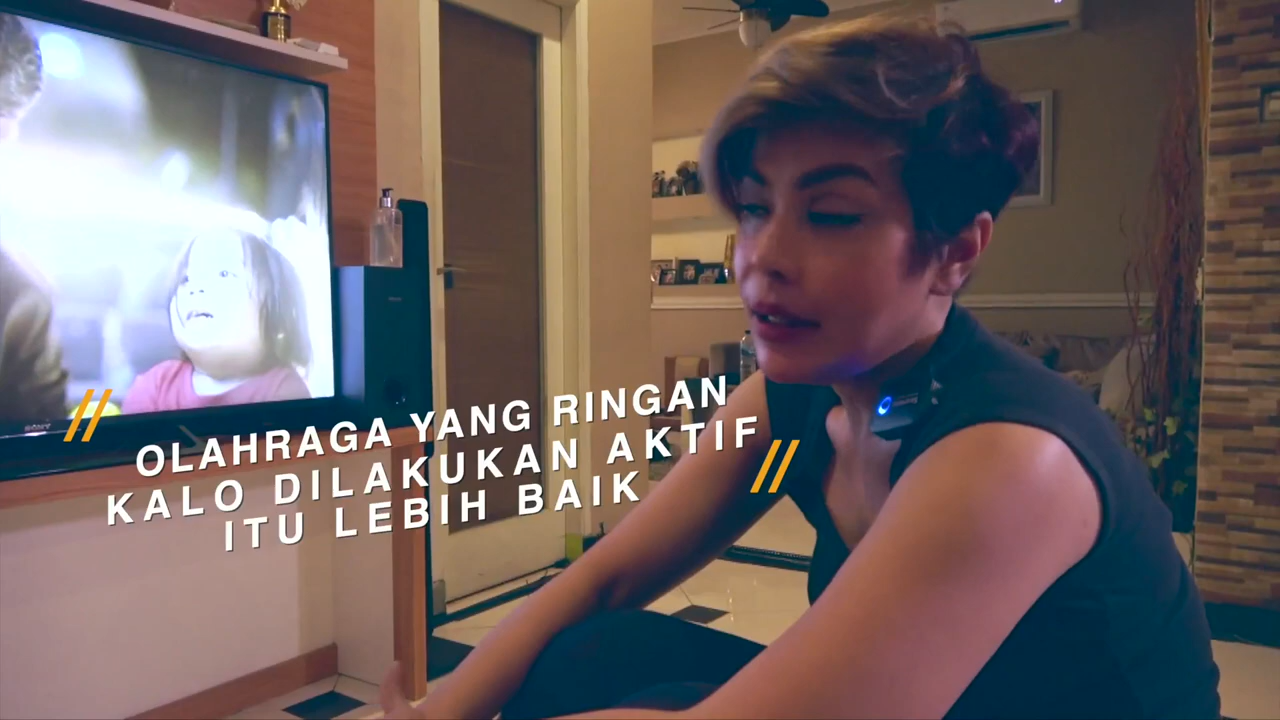 OLAHRAGA YANG RINGAN
KALO DILAKUKAN AKTIF
ITU LEBIH BAIK